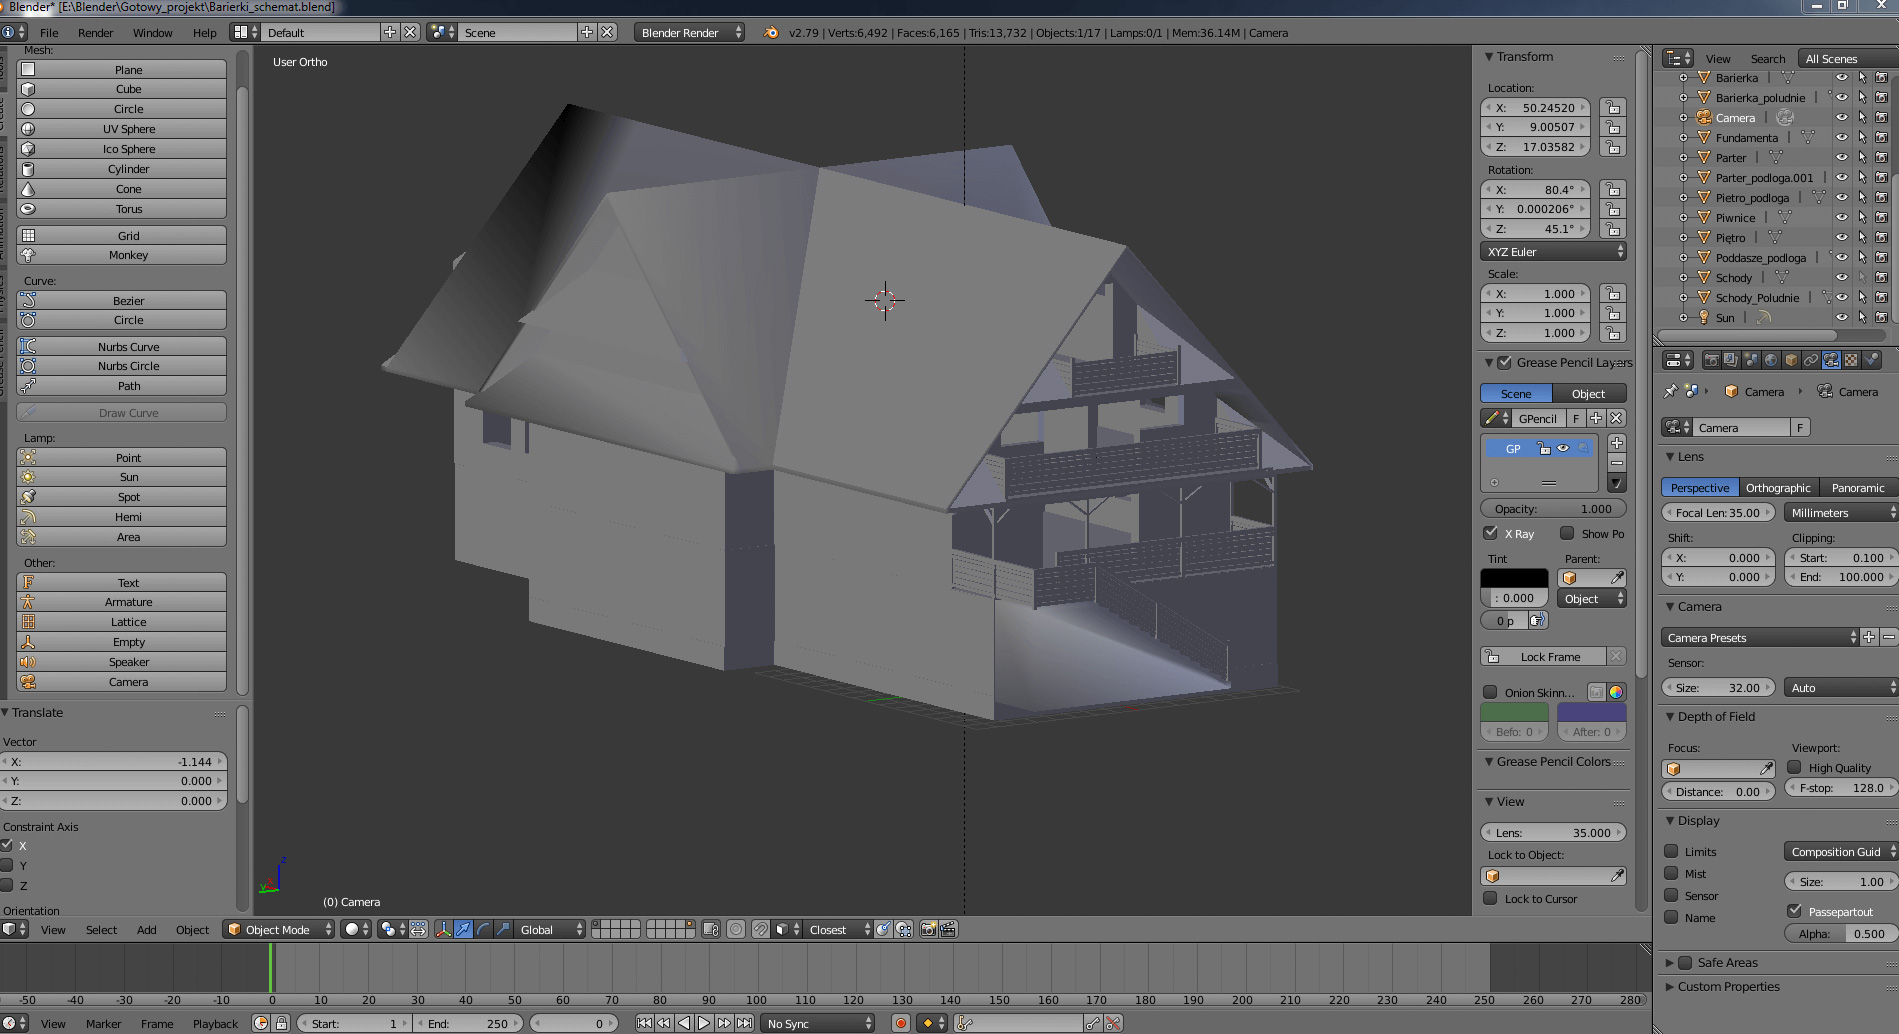 Blender* [E:\Blender\Gotowy_projekt\Barierki_schemat.blend]
File Render Window Help Default Scene Blender Render v2.79 | Verts:6,492 | Faces:6,165 | Tris:13,732 | Objects:1/17 | Lamps:0/1 | Mem:36.14M | Camera
Mesh:
Plane
Cube
Circle
UV Sphere
Ico Sphere
Cylinder
Cone
Torus
Grid
Monkey
Curve:
Bezier
Circle
Nurbs Curve
Nurbs Circle
Path
Draw Curve
Lamp:
Point
Sun
Spot
Hemi
Area
Other:
Text
Armature
Lattice
Empty
Speaker
Camera
Translate
Vector
X: -1.144
Y: 0.000
Z: 0.000
Constraint Axis
X
Y
Z
Orientation
User Ortho
z
y
(0) Camera
Transform
Location:
X: 50.24520
Y: 9.00507
Z: 17.03582
Rotation:
X: 80.4°
Y: 0.000206°
Z: 45.1°
XYZ Euler
Scale:
X: 1.000
Y: 1.000
Z: 1.000
Grease Pencil Layers
Scene Object
GPencil F
GP
Opacity: 1.000
X Ray Show Po
Tint Parent:
: 0.000 Object
0 p
Lock Frame
Onion Skinn...
Befo: 0 After: 0
Grease Pencil Colors
View
Lens: 35.000
Lock to Object:
Lock to Cursor
View Search All Scenes
Barierka
Barierka_poludnie
Camera
Fundamenta
Parter
Parter_podloga.001
Pietro_podloga
Piwnice
Piętro
Poddasze_podloga
Schody
Schody_Poludnie
Sun
Camera Camera
Camera F
Lens
Perspective Orthographic Panoramic
Focal Len: 35.00 Millimeters
Shift: Clipping:
X: 0.000 Start: 0.100
Y: 0.000 End: 100.000
Camera
Camera Presets
Sensor:
Size: 32.00 Auto
Depth of Field
Focus: Viewport:
High Quality
Distance: 0.00 F-stop: 128.0
Display
Limits Composition Guid
Mist
Size: 1.00
Sensor
Passepartout
Name
Alpha: 0.500
Safe Areas
Custom Properties
View Select Add Object Object Mode Global Closest
-50 -40 -30 -20 -10 0 10 20 30 40 50 60 70 80 90 100 110 120 130 140 150 160 170 180 190 200 210 220 230 240 250 260 270 280
View Marker Frame Playback Start: 1 End: 250 0 No Sync